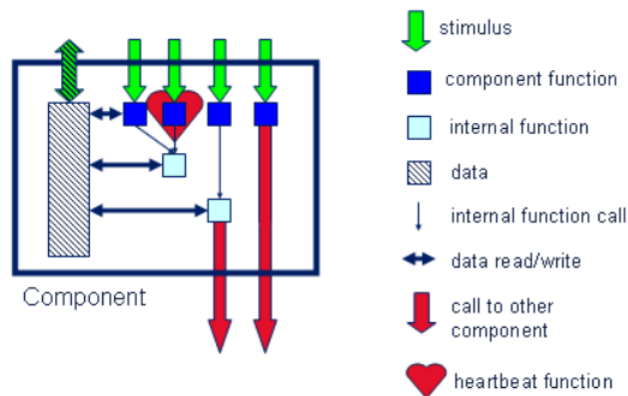 stimulus
component function
internal function
data
internal function call
data read/write
call to other
component
heartbeat function
Component